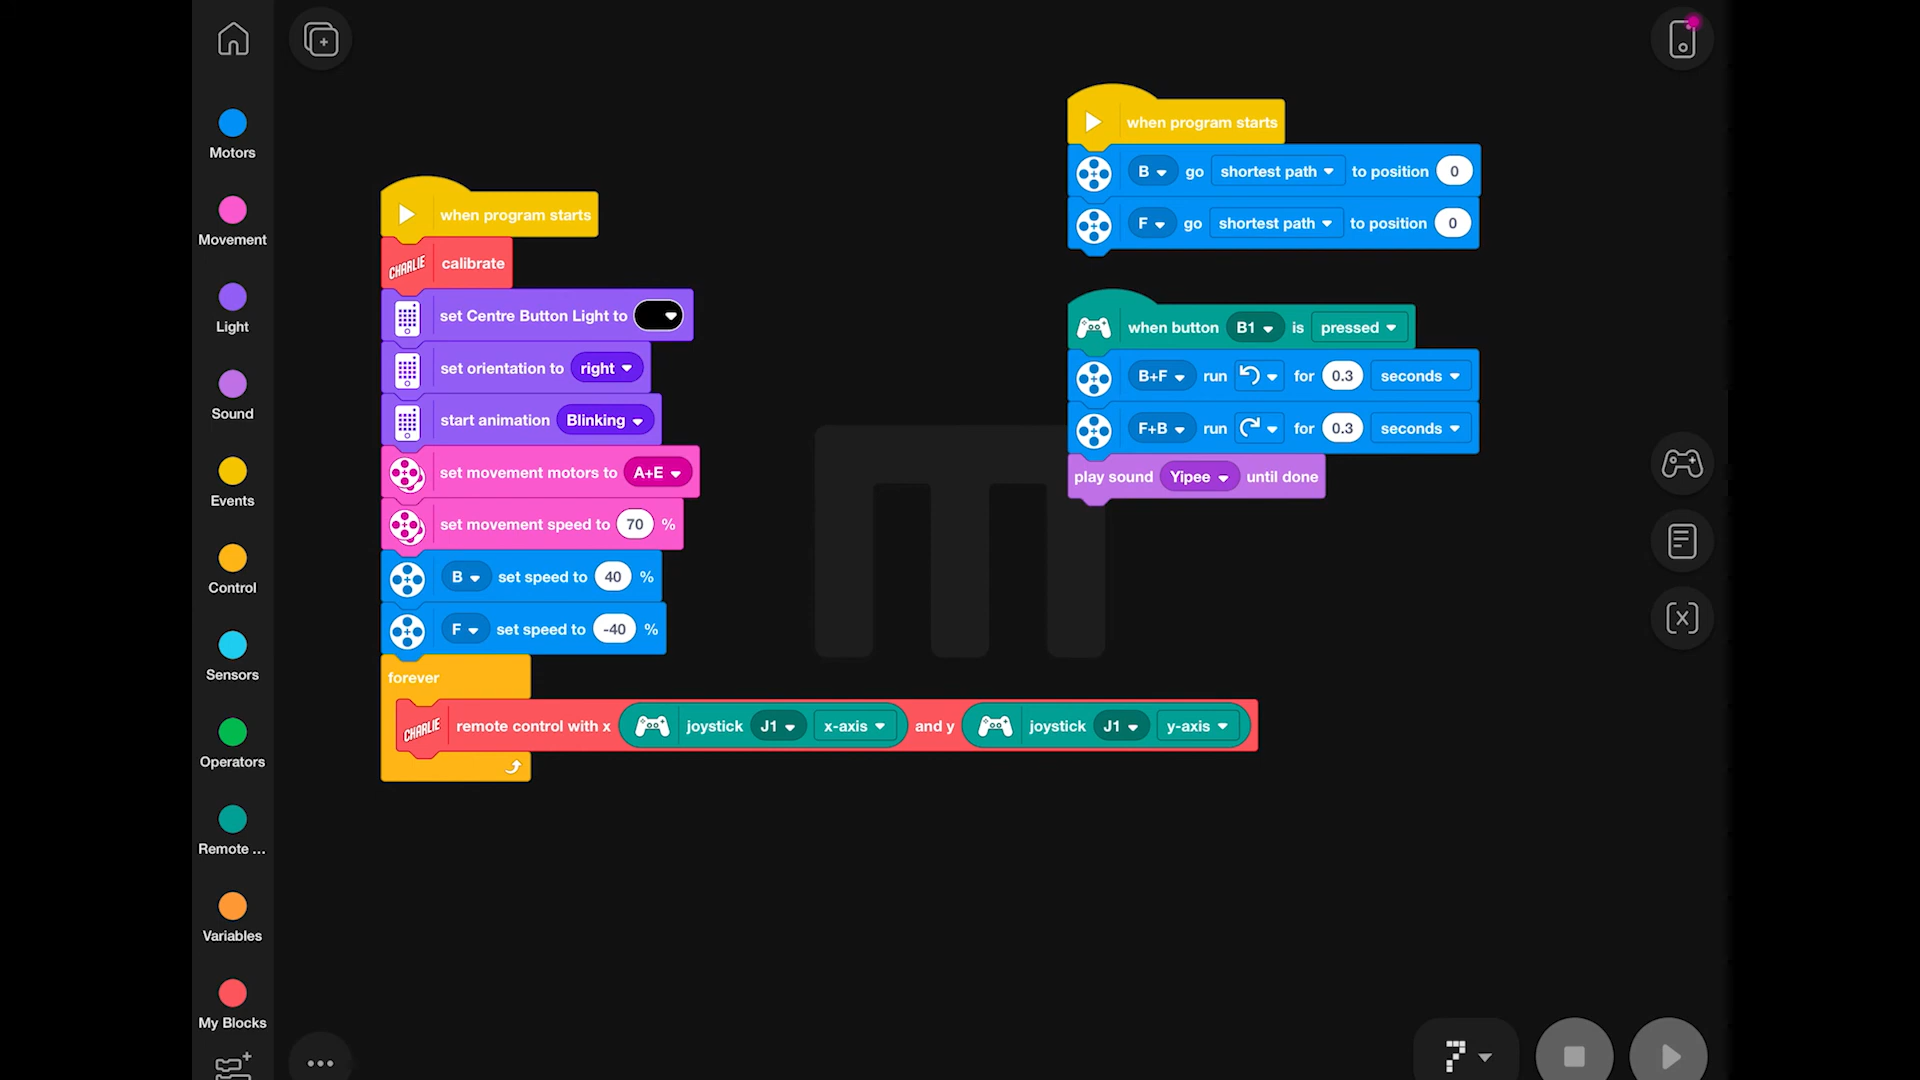 Motors
Movement
Light
Sound
Events
Control
Sensors
Operators
Remote ...
Variables
My Blocks
when program starts
CHARLIE calibrate
set Centre Button Light to
set orientation to right
start animation Blinking
set movement motors to A+E
set movement speed to 70 %
B set speed to 40 %
F set speed to -40 %
forever
CHARLIE remote control with x joystick J1 x-axis and y joystick J1 y-axis
when program starts
B go shortest path to position 0
F go shortest path to position 0
when button B1 is pressed
B+F run for 0.3 seconds
F+B run for 0.3 seconds
play sound Yipee until done